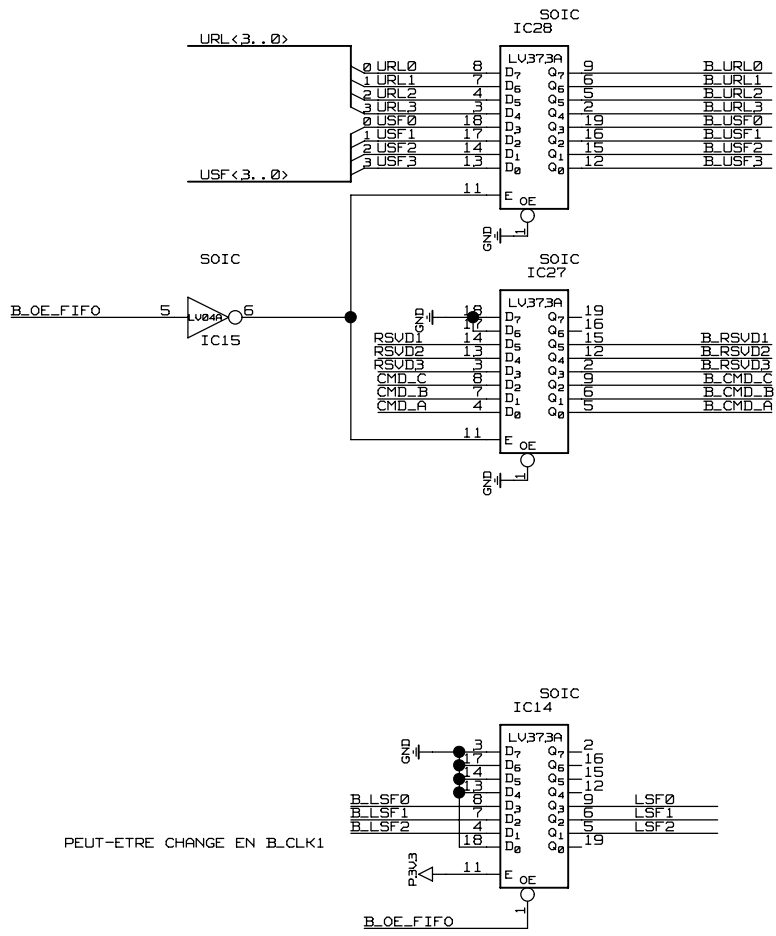 SOIC
IC28
URL<3..0>
LV373A
0 URL0 8 D7 Q7 9 B_URL0
1 URL1 7 D6 Q6 6 B_URL1
2 URL2 4 D5 Q5 5 B_URL2
3 URL3 3 D4 Q4 2 B_URL3
0 USF0 18 D3 Q3 19 B_USF0
1 USF1 17 D2 Q2 16 B_USF1
2 USF2 14 D1 Q1 15 B_USF2
3 USF3 13 D0 Q0 12 B_USF3
USF<3..0>
11 E OE
1
GND
SOIC
SOIC
IC27
B_OE_FIFO 5 LV04A 6
IC15
LV373A
GND 18 D7 Q7 19
17 D6 Q6 16
RSVD1 14 D5 Q5 15 B_RSVD1
RSVD2 13 D4 Q4 12 B_RSVD2
RSVD3 3 D3 Q3 2 B_RSVD3
CMD_C 8 D2 Q2 9 B_CMD_C
CMD_B 7 D1 Q1 6 B_CMD_B
CMD_A 4 D0 Q0 5 B_CMD_A
11 E OE
1
GND
SOIC
IC14
LV373A
GND 3 D7 Q7 2
17 D6 Q6 16
14 D5 Q5 15
13 D4 Q4 12
B_LSF0 8 D3 Q3 9 LSF0
B_LSF1 7 D2 Q2 6 LSF1
B_LSF2 4 D1 Q1 5 LSF2
18 D0 Q0 19
PEUT-ETRE CHANGE EN B_CLK1
P3V3 11 E OE
1
B_OE_FIFO